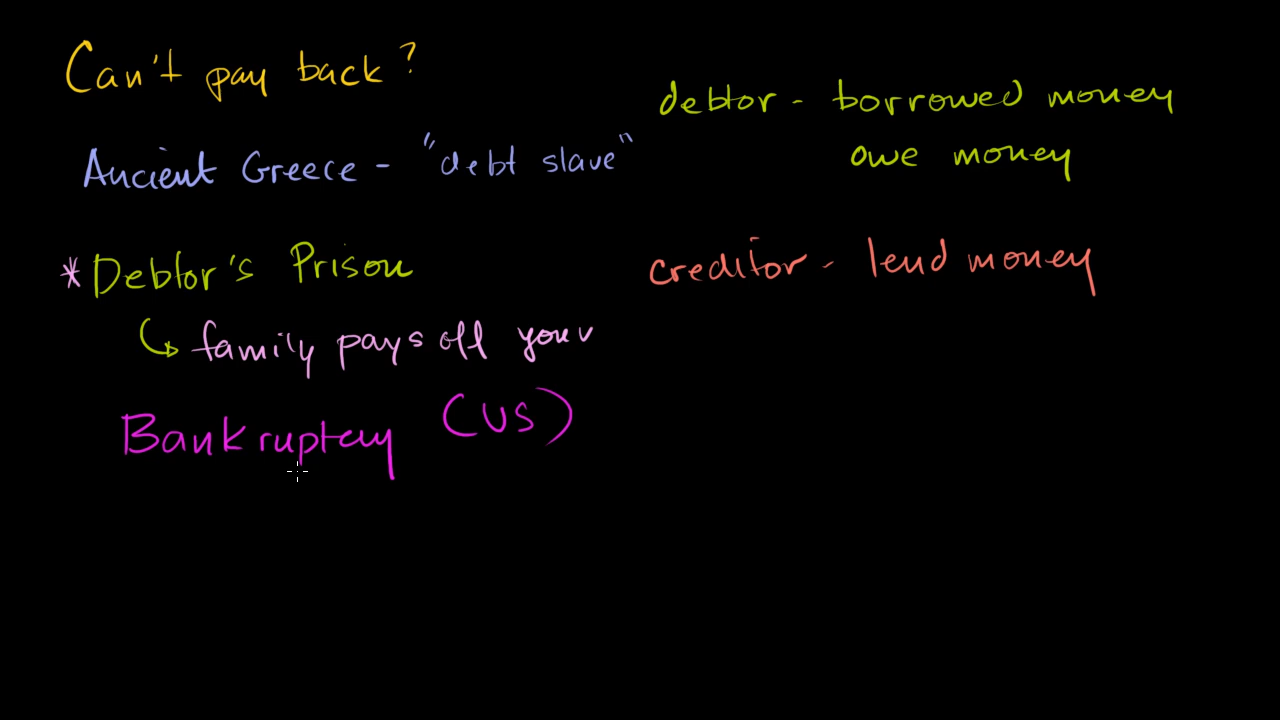 Can't pay back?
Ancient Greece - "debt slave"
* Debtor's Prison
family pays off your
Bankruptcy (US)
debtor - borrowed money
owe money
creditor - lend money